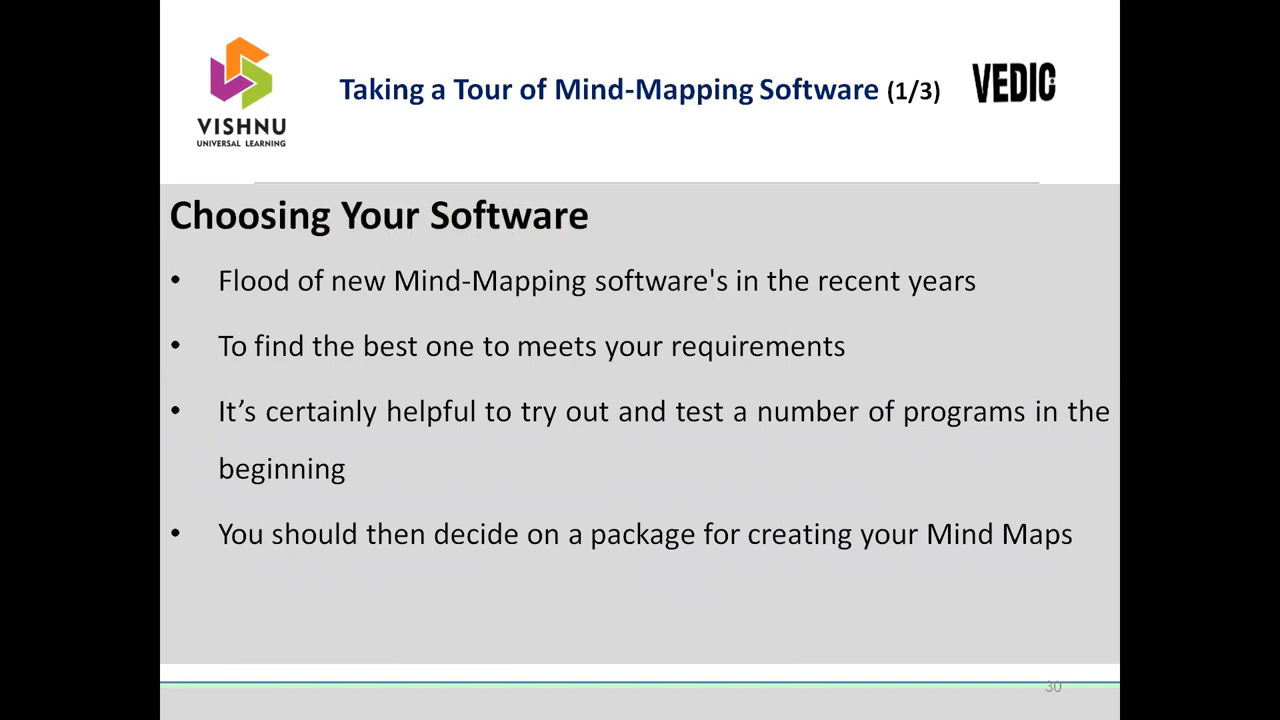 VISHNU
UNIVERSAL LEARNING
Taking a Tour of Mind-Mapping Software (1/3)
VEDIC
Choosing Your Software
• Flood of new Mind-Mapping software's in the recent years
• To find the best one to meets your requirements
• It’s certainly helpful to try out and test a number of programs in the
beginning
• You should then decide on a package for creating your Mind Maps
30